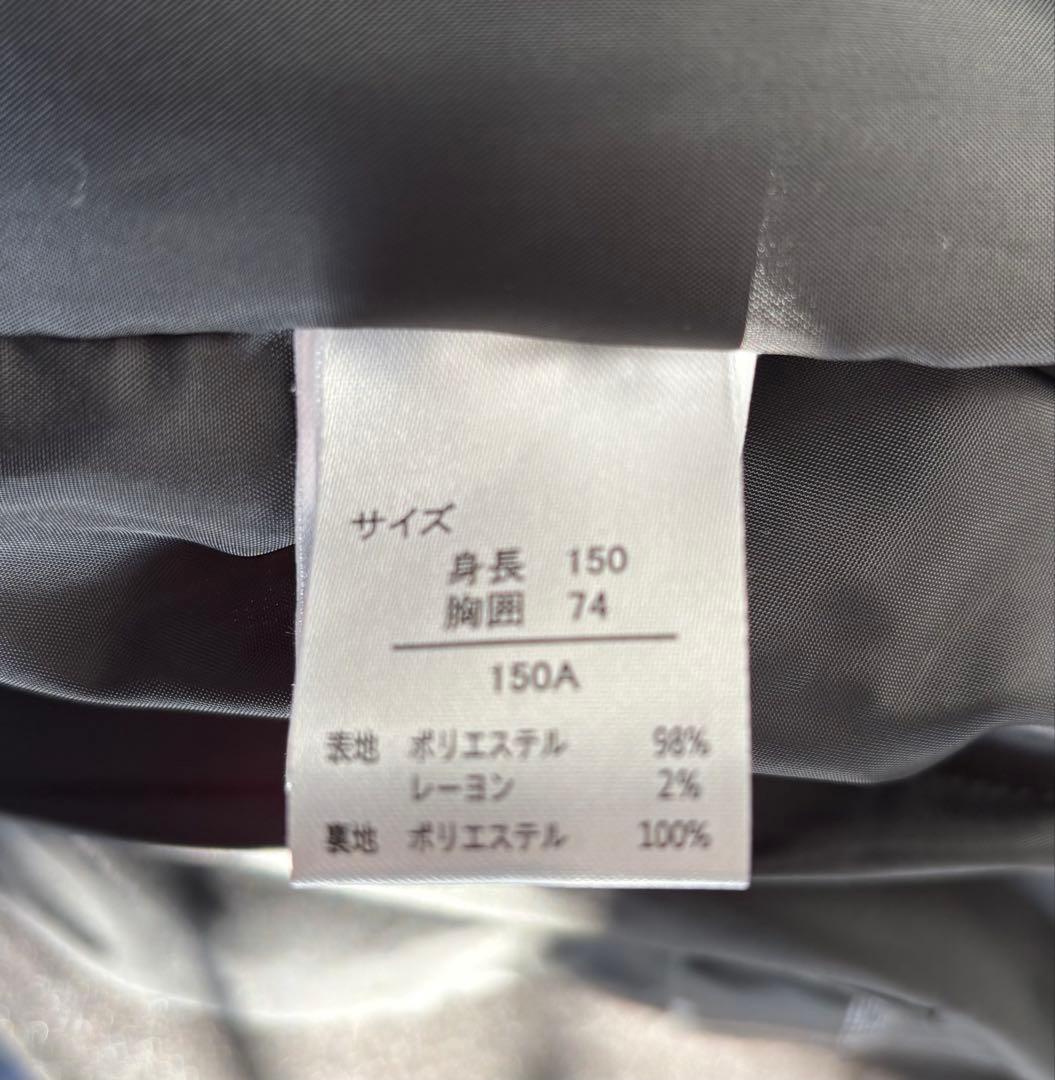 サイズ
身長 150
胸囲 74
150A
表地 ポリエステル 98%
レーヨン 2%
裏地 ポリエステル 100%